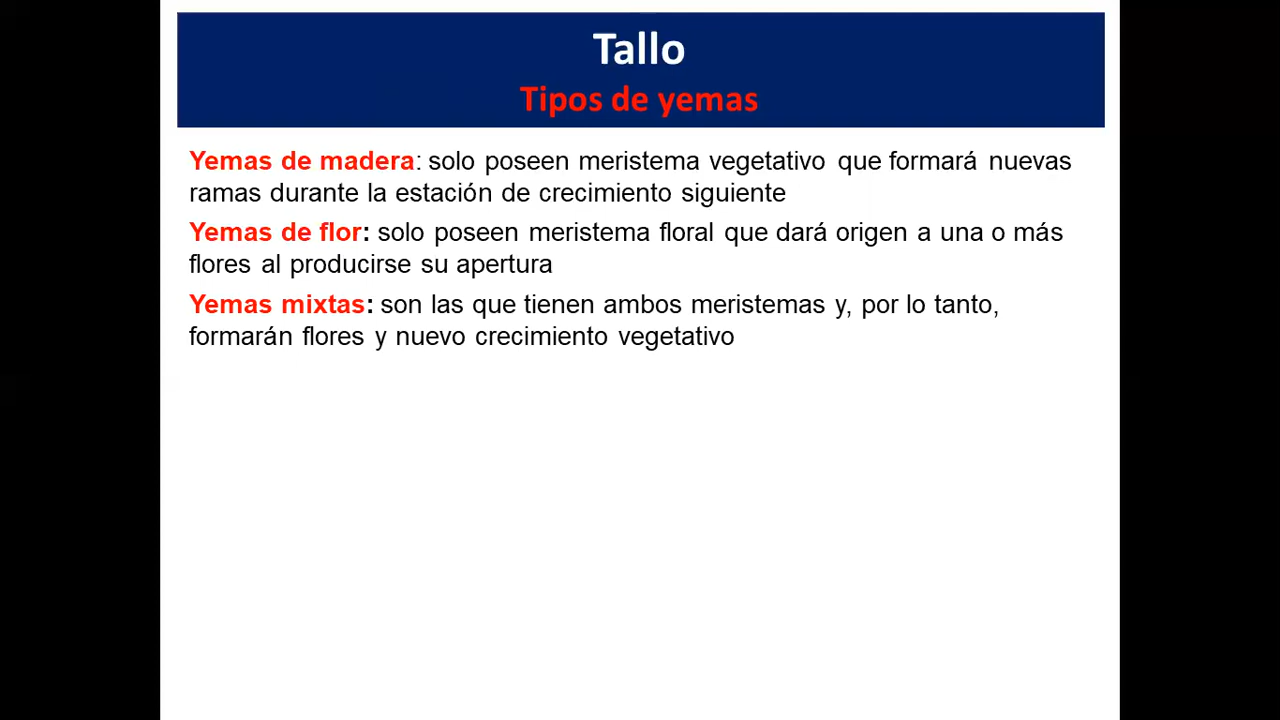 Tallo
Tipos de yemas
Yemas de madera: solo poseen meristema vegetativo que formará nuevas
ramas durante la estación de crecimiento siguiente
Yemas de flor: solo poseen meristema floral que dará origen a una o más
flores al producirse su apertura
Yemas mixtas: son las que tienen ambos meristemas y, por lo tanto,
formarán flores y nuevo crecimiento vegetativo